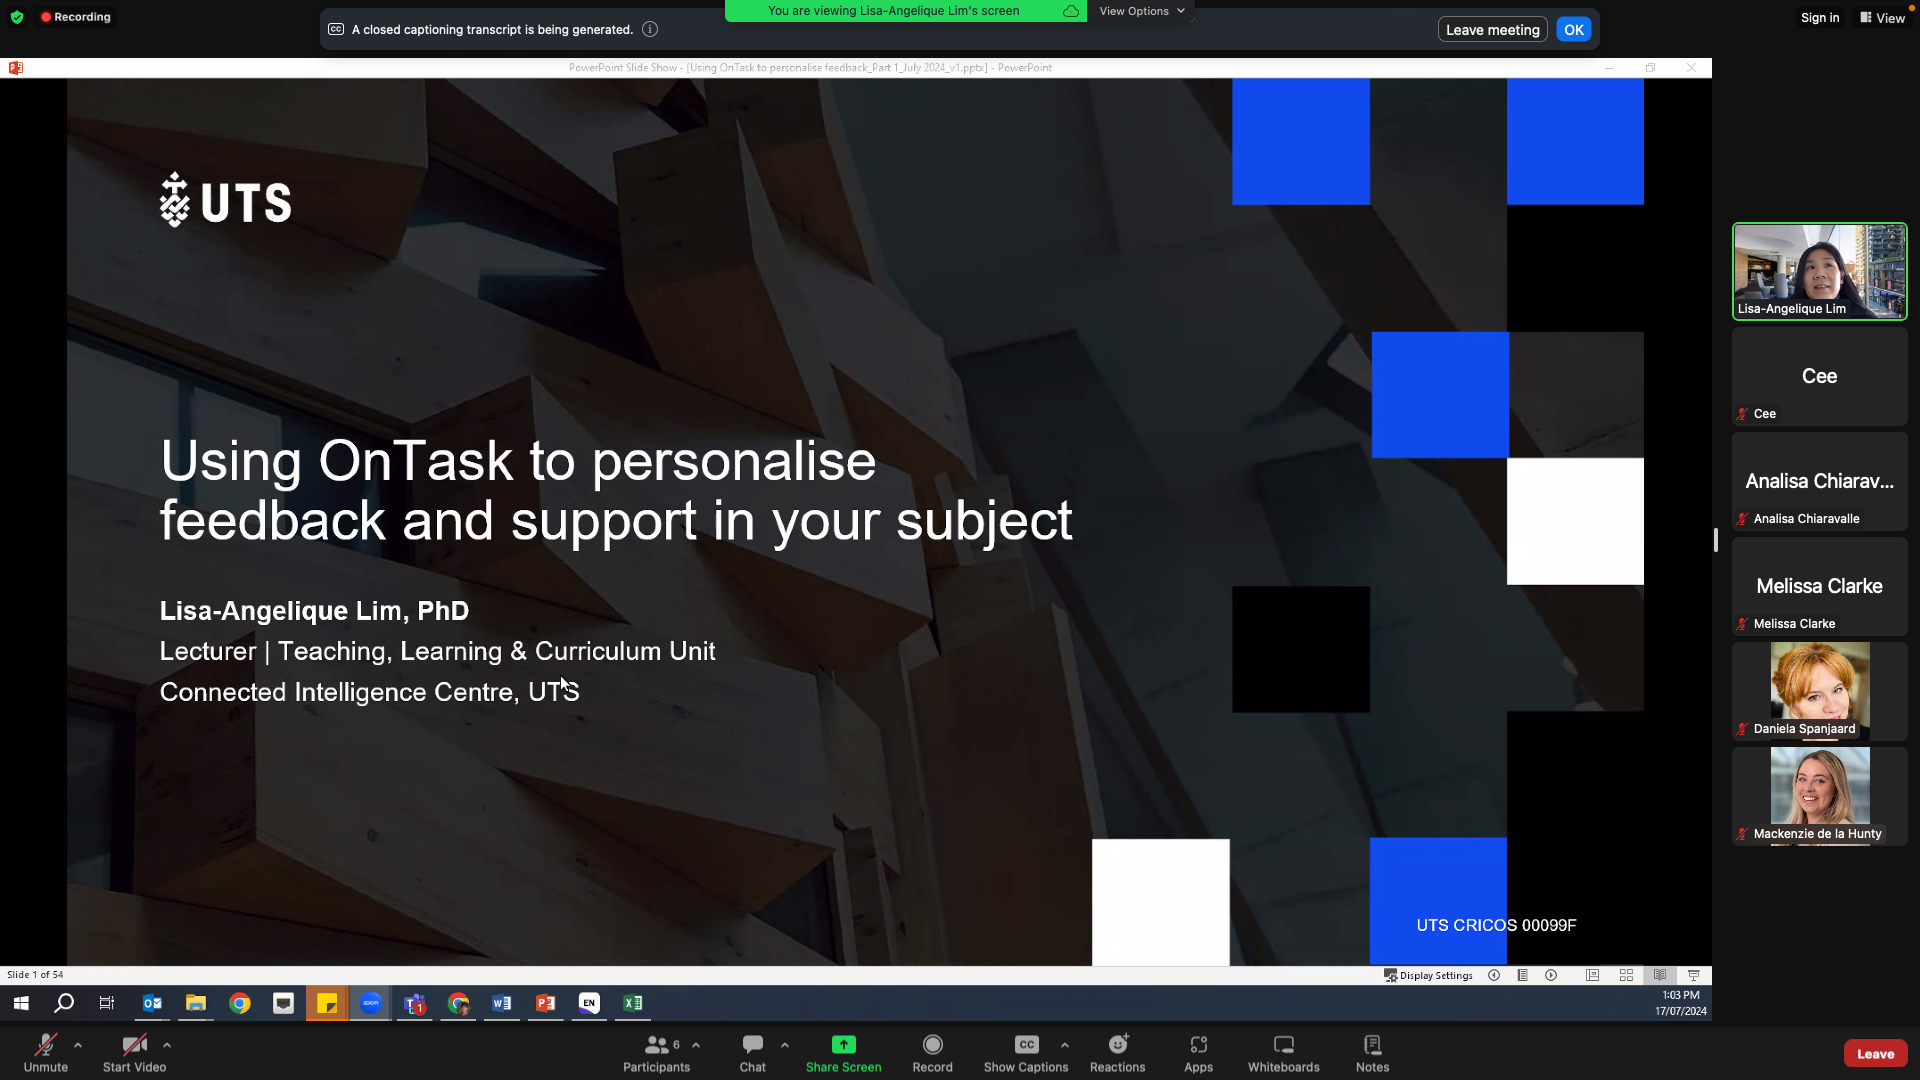 Recording
You are viewing Lisa-Angelique Lim's screen
View Options
CC A closed captioning transcript is being generated.
Leave meeting
OK
Sign in
View
PowerPoint Slide Show - [Using OnTask to personalise feedback_Part 1_July 2024_v1.pptx] - PowerPoint
UTS
Using OnTask to personalise
feedback and support in your subject
Lisa-Angelique Lim, PhD
Lecturer | Teaching, Learning & Curriculum Unit
Connected Intelligence Centre, UTS
UTS CRICOS 00099F
Lisa-Angelique Lim
Cee
Cee
Analisa Chiarav...
Analisa Chiaravalle
Melissa Clarke
Melissa Clarke
Daniela Spanjaard
Mackenzie de la Hunty
Slide 1 of 54
Display Settings
zoom
1
EN
1:03 PM
17/07/2024
Unmute
Start Video
Participants
6
Chat
Share Screen
Record
CC
Show Captions
Reactions
Apps
Whiteboards
Notes
Leave